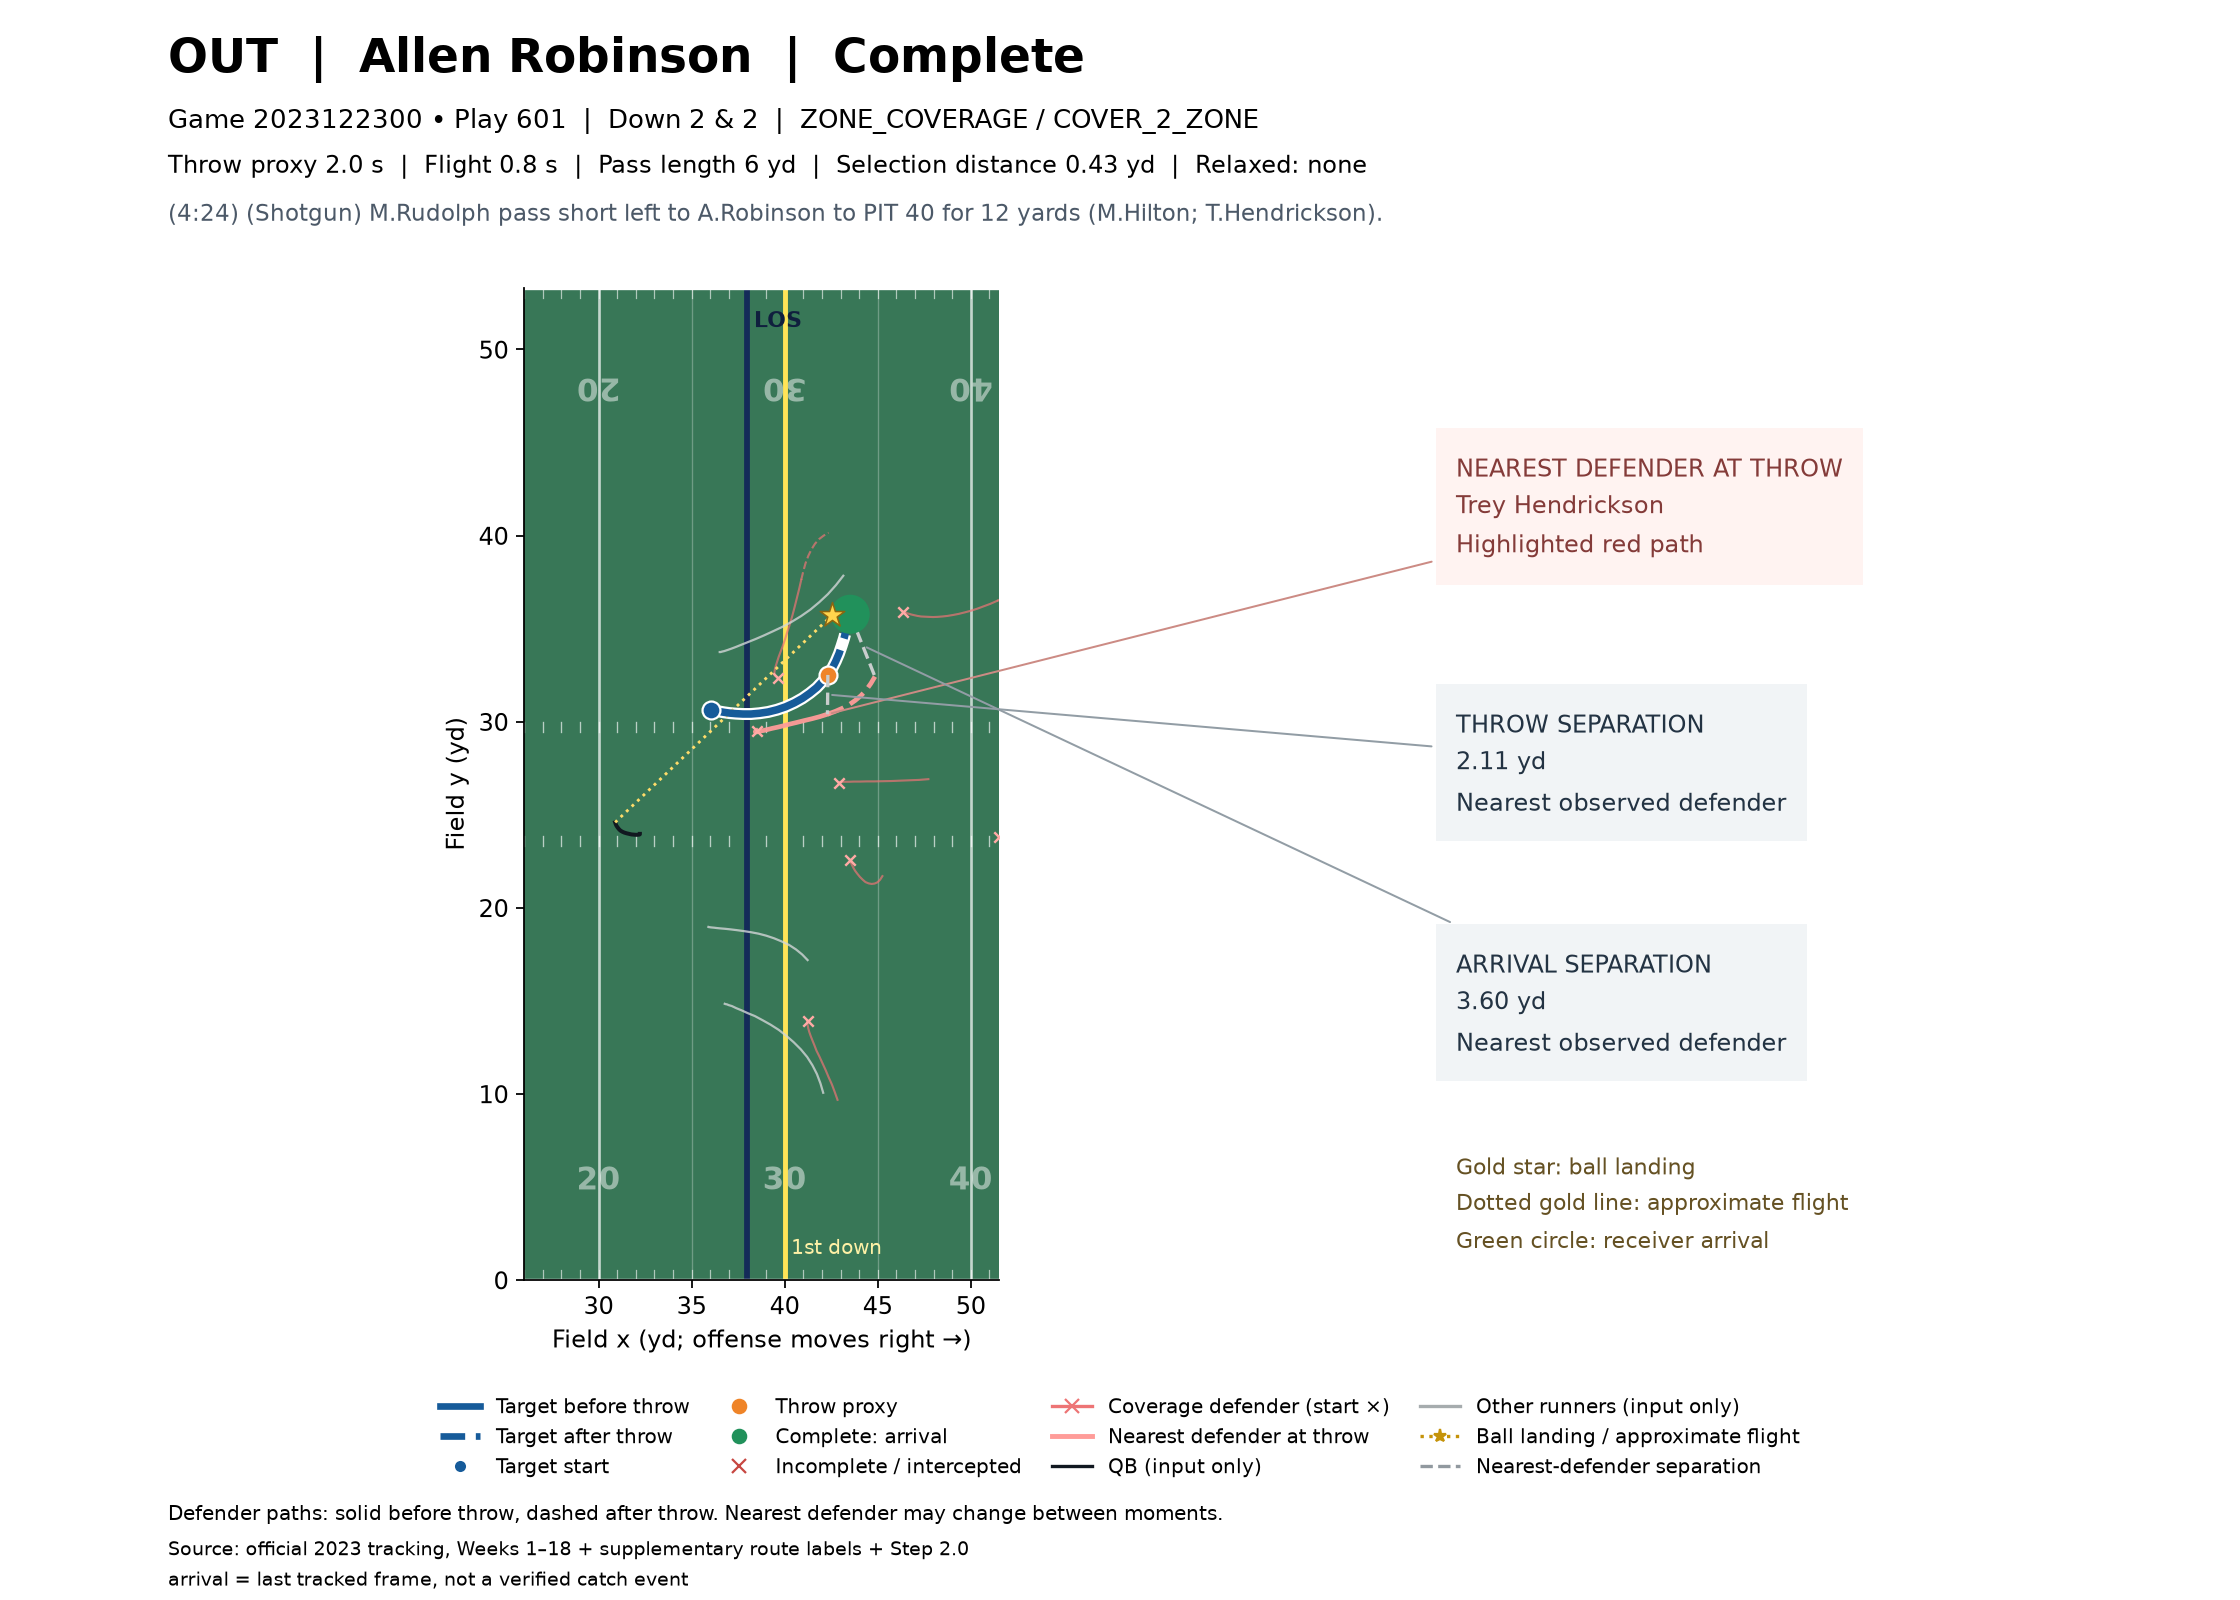 OUT | Allen Robinson | Complete
Game 2023122300 • Play 601 | Down 2 & 2 | ZONE_COVERAGE / COVER_2_ZONE
Throw proxy 2.0 s | Flight 0.8 s | Pass length 6 yd | Selection distance 0.43 yd | Relaxed: none
(4:24) (Shotgun) M.Rudolph pass short left to A.Robinson to PIT 40 for 12 yards (M.Hilton; T.Hendrickson).
LOS
20 30 40
50
40
30
20
10
0
Field y (yd)
20 30 40
1st down
30 35 40 45 50
Field x (yd; offense moves right →)
NEAREST DEFENDER AT THROW
Trey Hendrickson
Highlighted red path
THROW SEPARATION
2.11 yd
Nearest observed defender
ARRIVAL SEPARATION
3.60 yd
Nearest observed defender
Gold star: ball landing
Dotted gold line: approximate flight
Green circle: receiver arrival
Target before throw
Target after throw
Target start
Throw proxy
Complete: arrival
Incomplete / intercepted
Coverage defender (start ×)
Nearest defender at throw
QB (input only)
Other runners (input only)
Ball landing / approximate flight
Nearest-defender separation
Defender paths: solid before throw, dashed after throw. Nearest defender may change between moments.
Source: official 2023 tracking, Weeks 1–18 + supplementary route labels + Step 2.0
arrival = last tracked frame, not a verified catch event